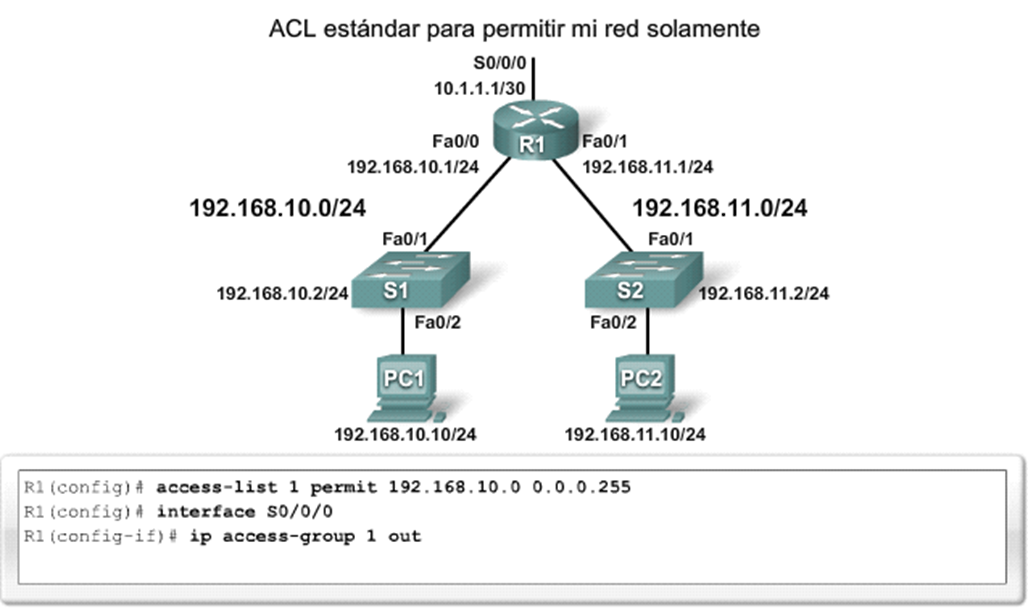 ACL estándar para permitir mi red solamente
S0/0/0
10.1.1.1/30
Fa0/0
R1
Fa0/1
192.168.10.1/24
192.168.11.1/24
192.168.10.0/24
192.168.11.0/24
Fa0/1
Fa0/1
192.168.10.2/24
S1
S2
192.168.11.2/24
Fa0/2
Fa0/2
PC1
PC2
192.168.10.10/24
192.168.11.10/24
R1(config)# access-list 1 permit 192.168.10.0 0.0.0.255
R1(config)# interface S0/0/0
R1(config-if)# ip access-group 1 out